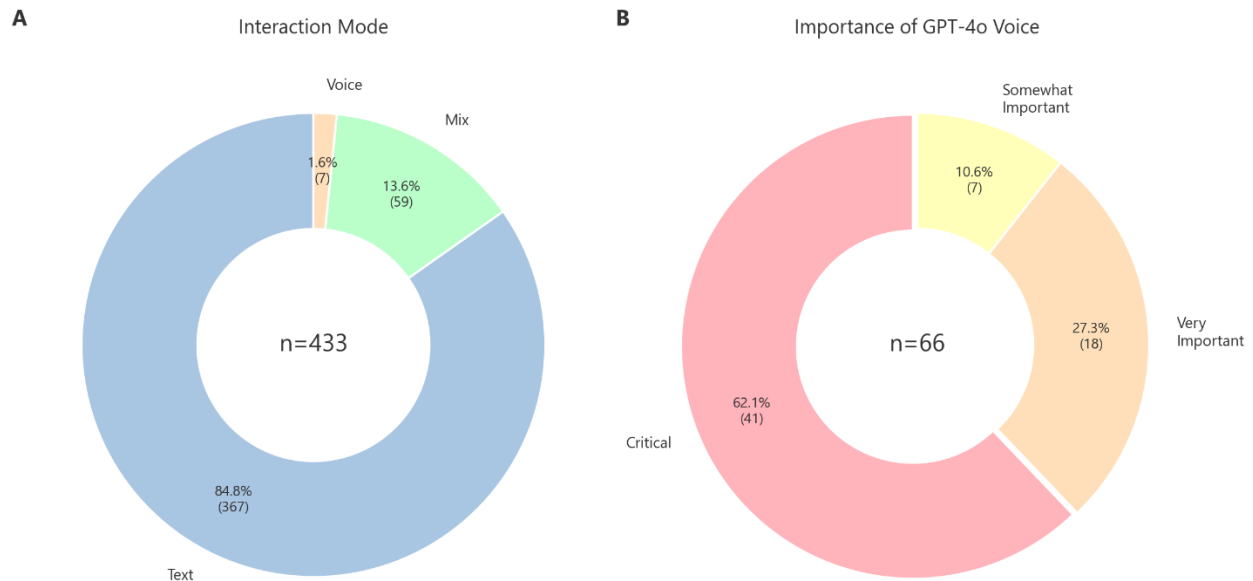 A
Interaction Mode
Voice
Mix
1.6%
(7)
13.6%
(59)
n=433
84.8%
(367)
Text
B
Importance of GPT-4o Voice
Somewhat
Important
10.6%
(7)
Very
Important
27.3%
(18)
n=66
62.1%
(41)
Critical